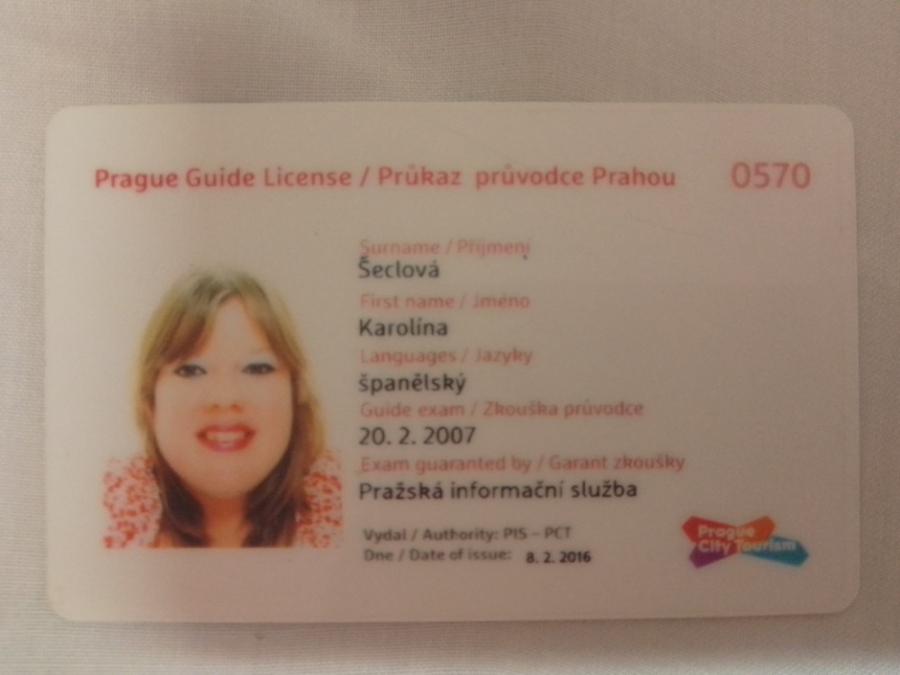 Prague Guide License / Průkaz průvodce Prahou 0570
Surname / Příjmení
Šeclová
First name / Jméno
Karolína
Languages / Jazyky
španělský
Guide exam / Zkouška průvodce
20. 2. 2007
Exam guaranted by / Garant zkoušky
Pražská informační služba
Vydal / Authority: PIS – PCT
Dne / Date of issue: 8. 2. 2016
Prague
City Tourism